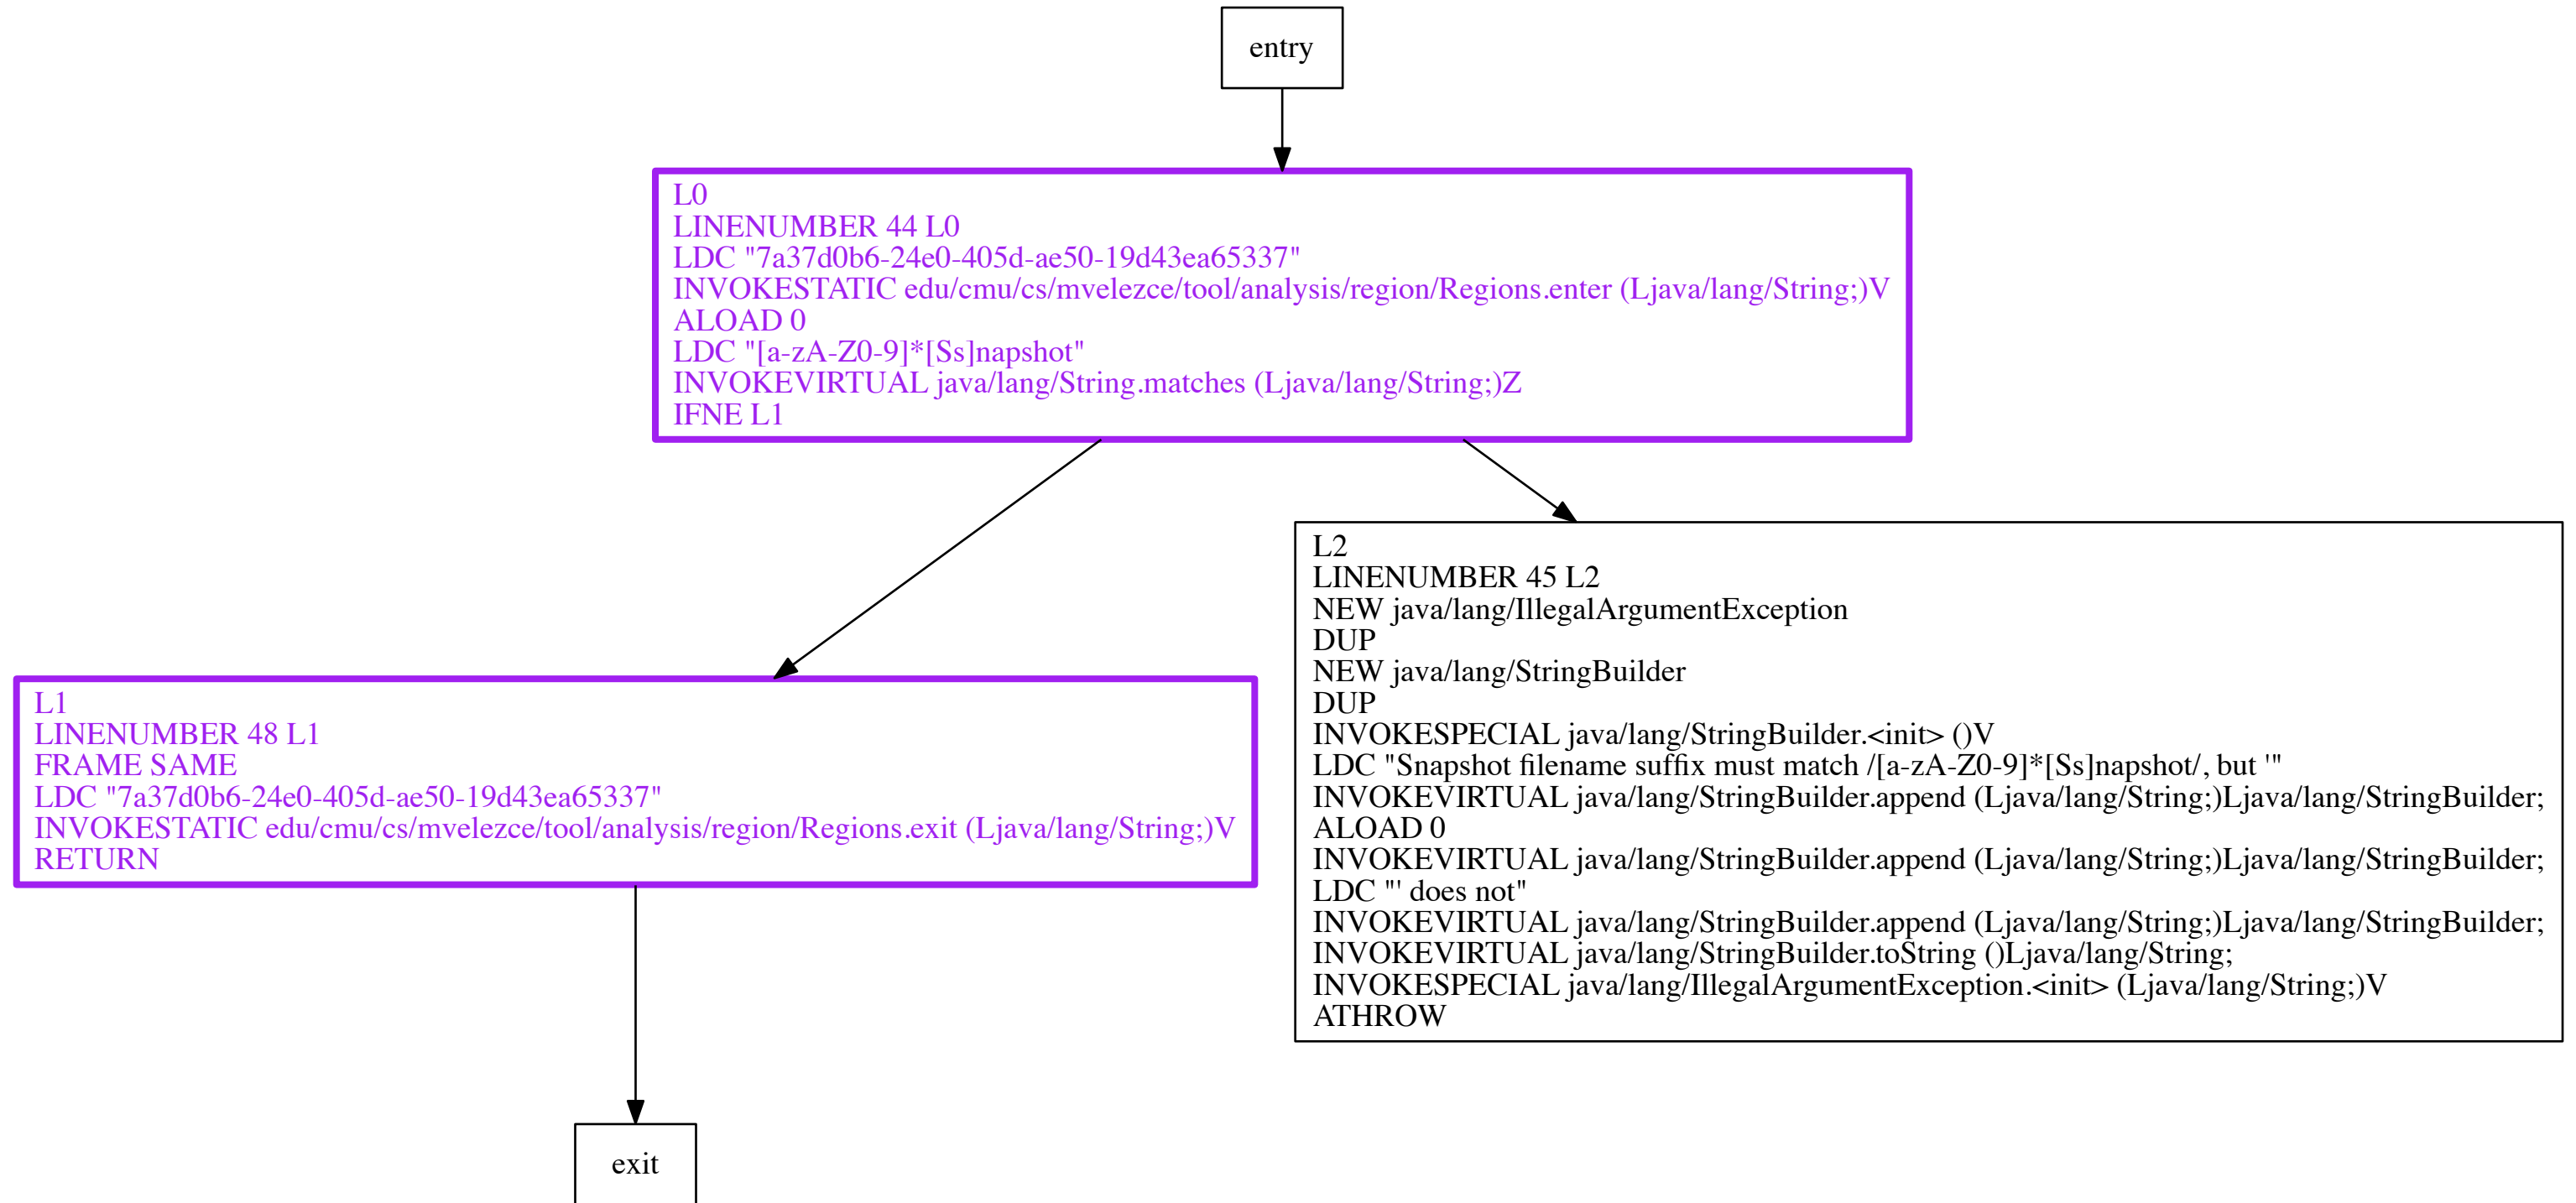 entry
L0
LINENUMBER 44 L0
LDC "7a37d0b6-24e0-405d-ae50-19d43ea65337"
INVOKESTATIC edu/cmu/cs/mvelezce/tool/analysis/region/Regions.enter (Ljava/lang/String;)V
ALOAD 0
LDC "[a-zA-Z0-9]*[Ss]napshot"
INVOKEVIRTUAL java/lang/String.matches (Ljava/lang/String;)Z
IFNE L1
L1
LINENUMBER 48 L1
FRAME SAME
LDC "7a37d0b6-24e0-405d-ae50-19d43ea65337"
INVOKESTATIC edu/cmu/cs/mvelezce/tool/analysis/region/Regions.exit (Ljava/lang/String;)V
RETURN
L2
LINENUMBER 45 L2
NEW java/lang/IllegalArgumentException
DUP
NEW java/lang/StringBuilder
DUP
INVOKESPECIAL java/lang/StringBuilder.<init> ()V
LDC "Snapshot filename suffix must match /[a-zA-Z0-9]*[Ss]napshot/, but '"
INVOKEVIRTUAL java/lang/StringBuilder.append (Ljava/lang/String;)Ljava/lang/StringBuilder;
ALOAD 0
INVOKEVIRTUAL java/lang/StringBuilder.append (Ljava/lang/String;)Ljava/lang/StringBuilder;
LDC "' does not"
INVOKEVIRTUAL java/lang/StringBuilder.append (Ljava/lang/String;)Ljava/lang/StringBuilder;
INVOKEVIRTUAL java/lang/StringBuilder.toString ()Ljava/lang/String;
INVOKESPECIAL java/lang/IllegalArgumentException.<init> (Ljava/lang/String;)V
ATHROW
exit